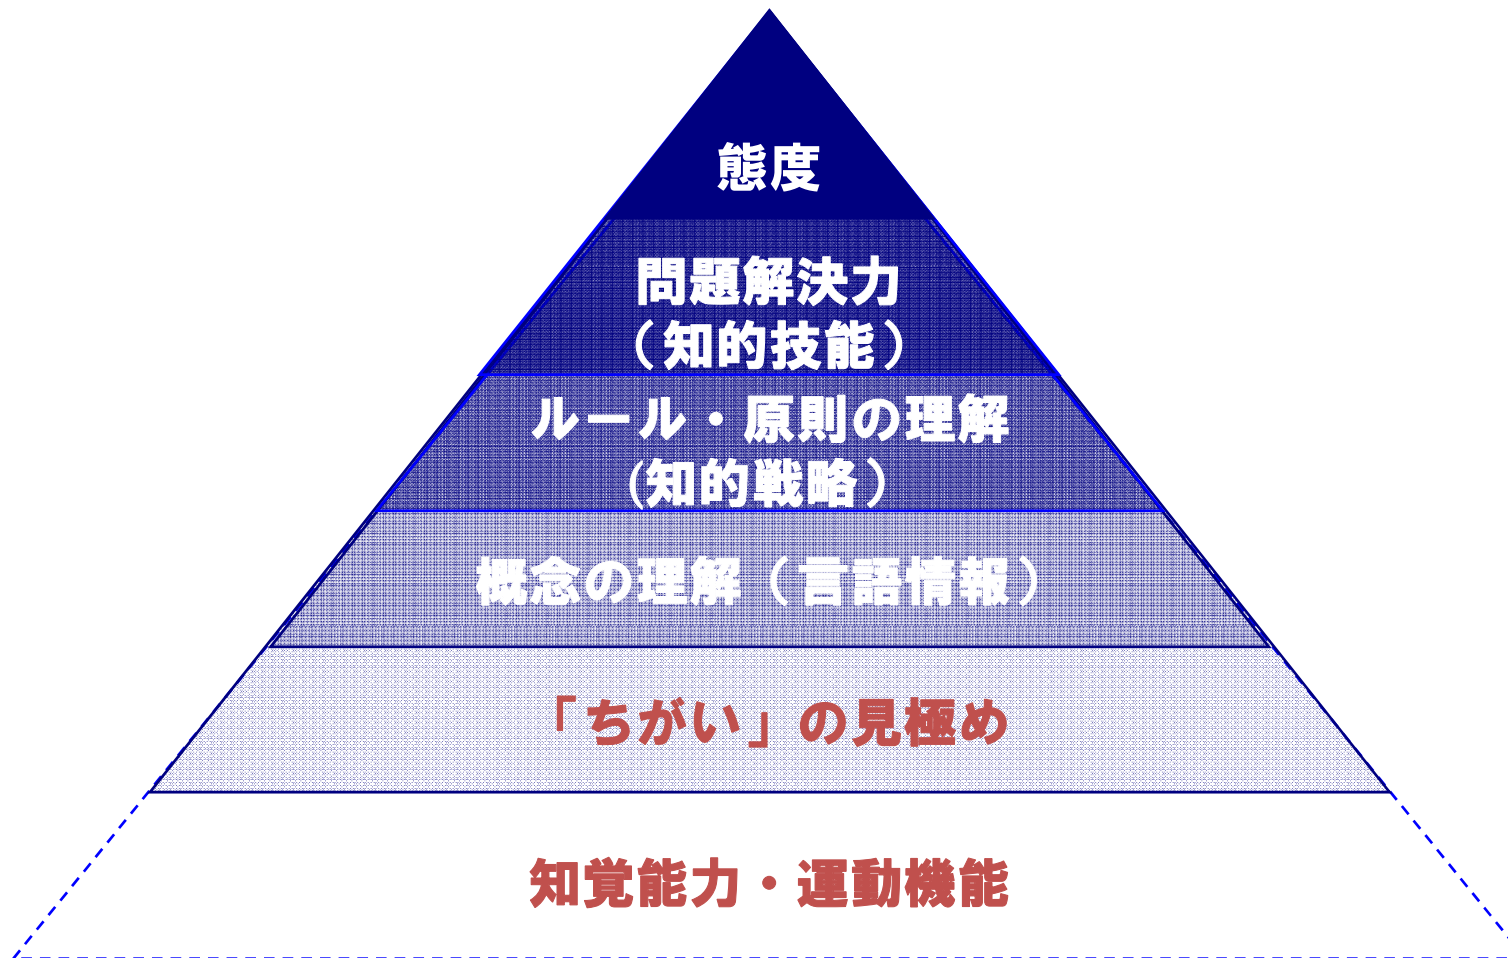 態度
問題解決力
（知的技能）
ルール・原則の理解
(知的戦略）
概念の理解（言語情報）
「ちがい」の見極め
知覚能力・運動機能